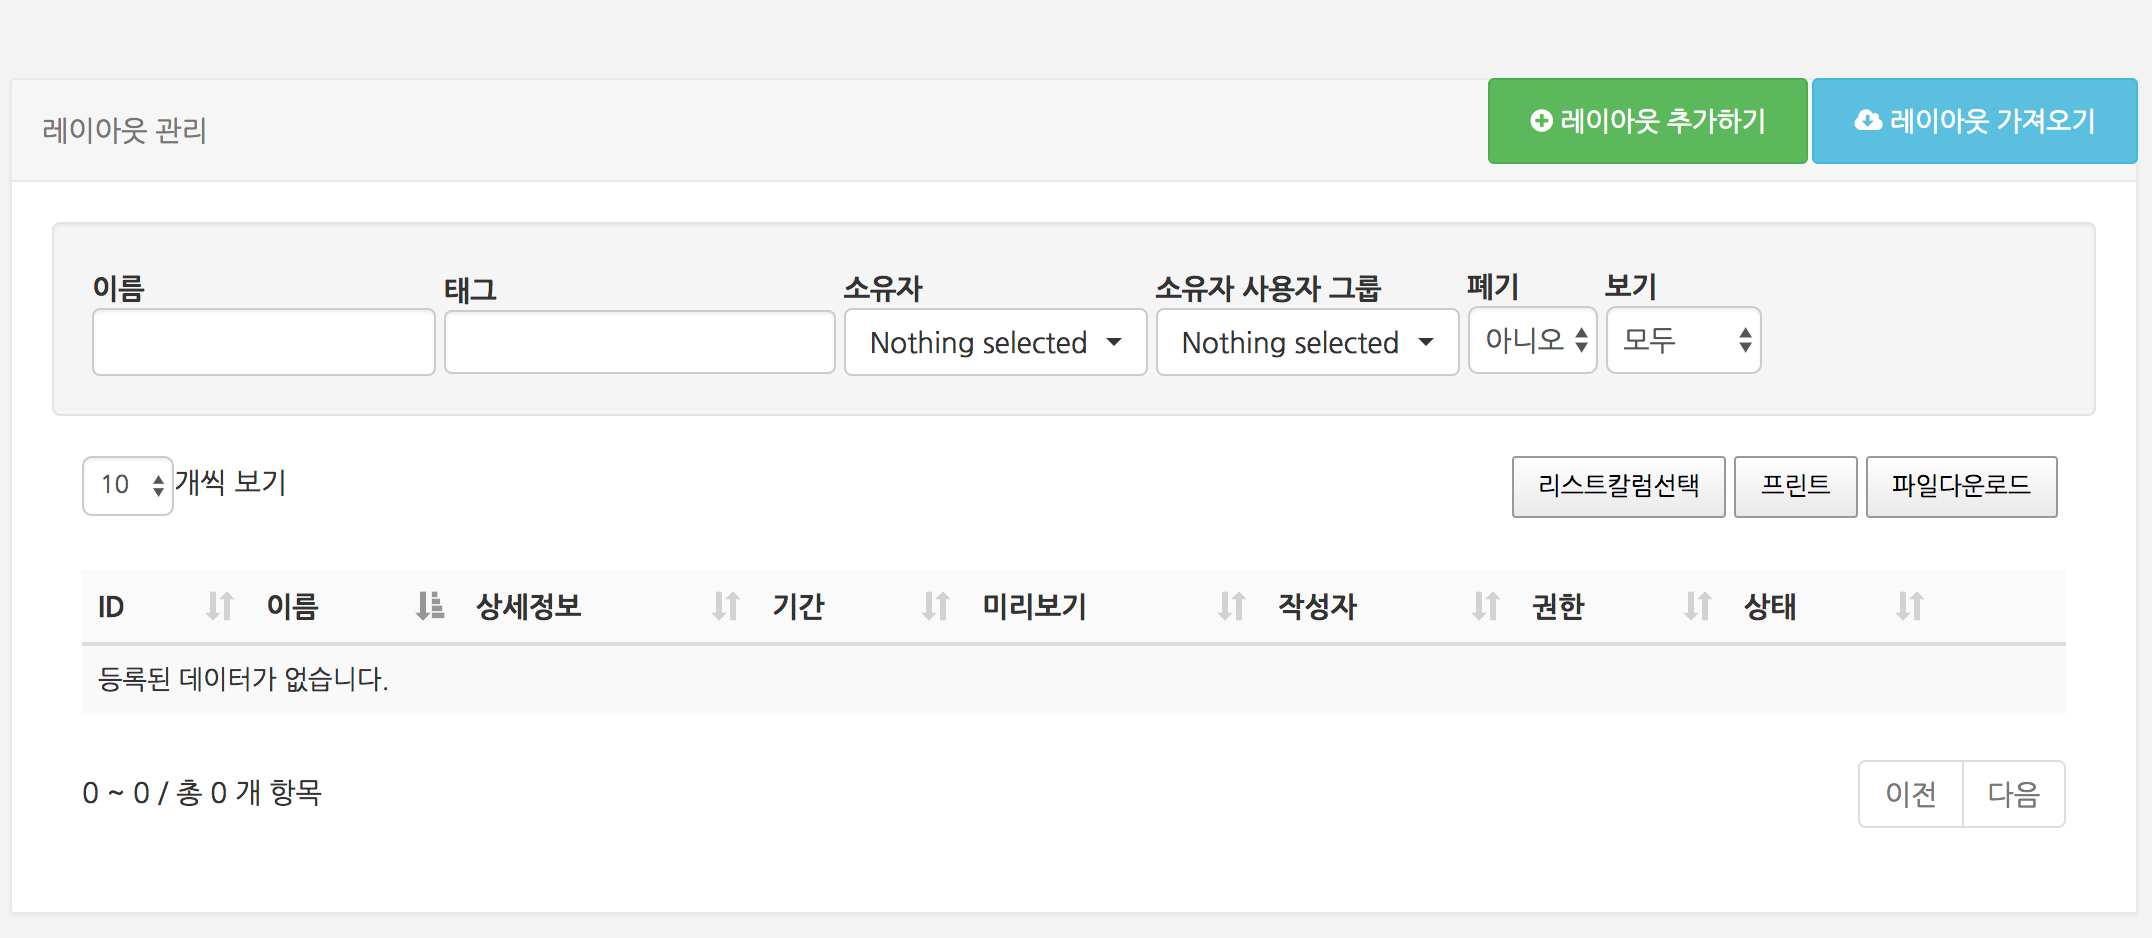 레이아웃 관리
레이아웃 추가하기
레이아웃 가져오기
이름 태그 소유자 소유자 사용자 그룹 폐기 보기
Nothing selected Nothing selected 아니오 모두
10 개씩 보기
리스트칼럼선택 프린트 파일다운로드
ID 이름 상세정보 기간 미리보기 작성자 권한 상태
등록된 데이터가 없습니다.
0 ~ 0 / 총 0 개 항목
이전 다음